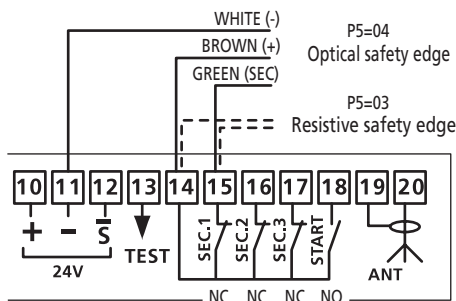 WHITE (-)
P5=04
BROWN (+)
Optical safety edge
GREEN (SEC)
P5=03
Resistive safety edge
10 11 12 13 14 15 16 17 18 19 20
+ - S
TEST
SEC.1
SEC.2
SEC.3
START
24V
ANT
NC NC NC NO